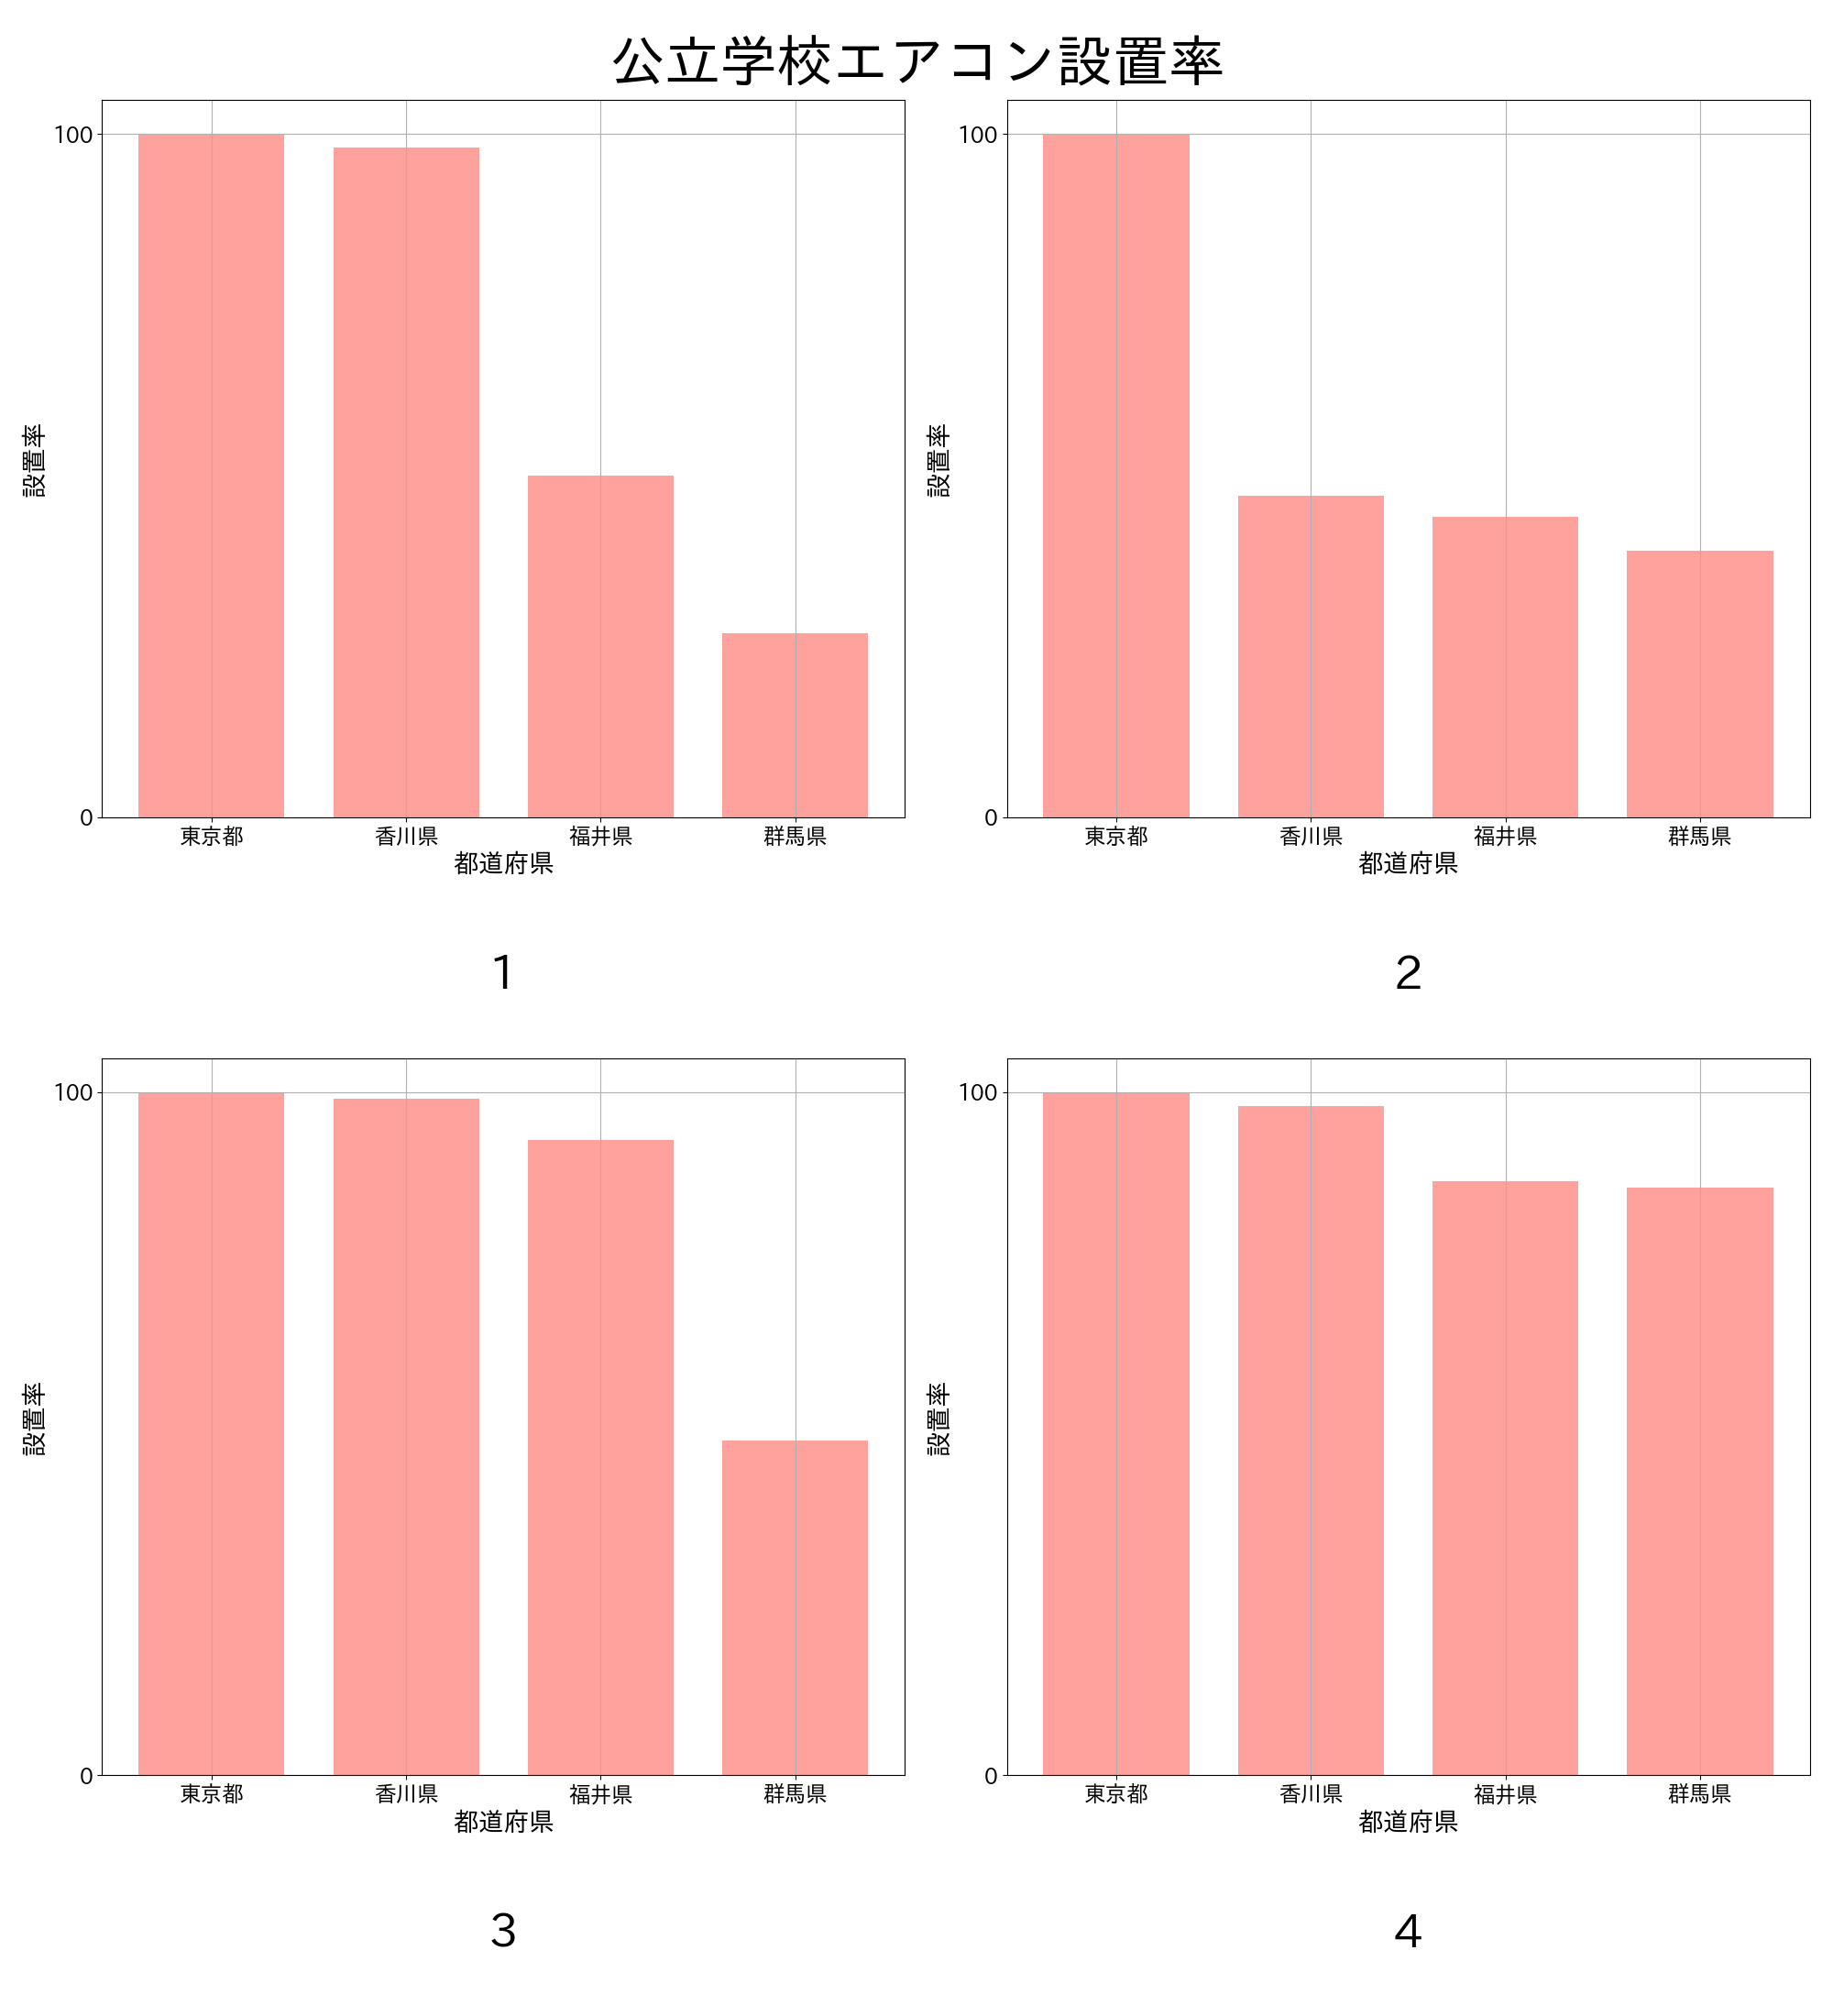 公立学校エアコン設置率
100
0
設置率
東京都 香川県 福井県 群馬県
都道府県
1
100
0
設置率
東京都 香川県 福井県 群馬県
都道府県
2
100
0
設置率
東京都 香川県 福井県 群馬県
都道府県
3
100
0
設置率
東京都 香川県 福井県 群馬県
都道府県
4